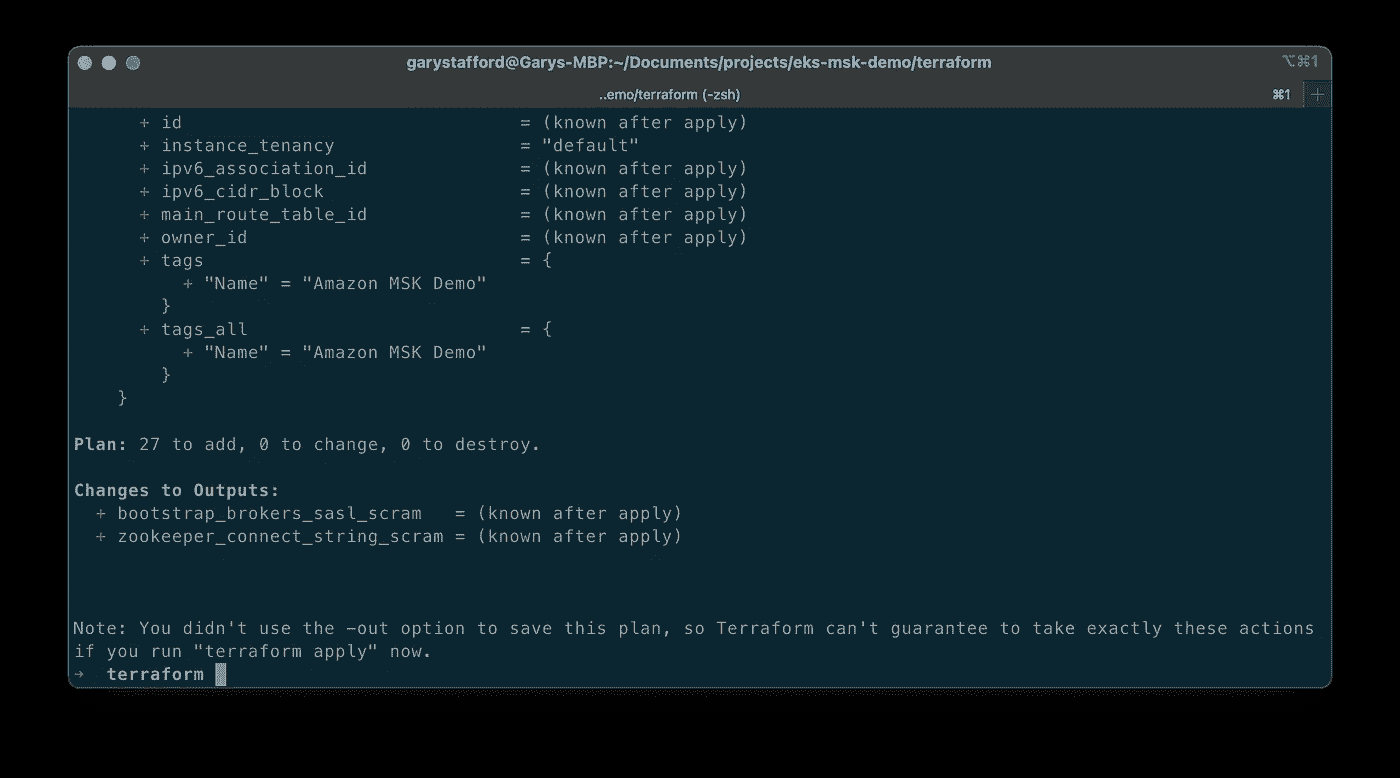 garystafford@Garys-MBP:~/Documents/projects/eks-msk-demo/terraform ⌥⌘1
..emo/terraform (-zsh) ⌘1 +
+ id = (known after apply)
+ instance_tenancy = "default"
+ ipv6_association_id = (known after apply)
+ ipv6_cidr_block = (known after apply)
+ main_route_table_id = (known after apply)
+ owner_id = (known after apply)
+ tags = {
+ "Name" = "Amazon MSK Demo"
}
+ tags_all = {
+ "Name" = "Amazon MSK Demo"
}
}
Plan: 27 to add, 0 to change, 0 to destroy.
Changes to Outputs:
+ bootstrap_brokers_sasl_scram = (known after apply)
+ zookeeper_connect_string_scram = (known after apply)
Note: You didn't use the -out option to save this plan, so Terraform can't guarantee to take exactly these actions
if you run "terraform apply" now.
→ terraform